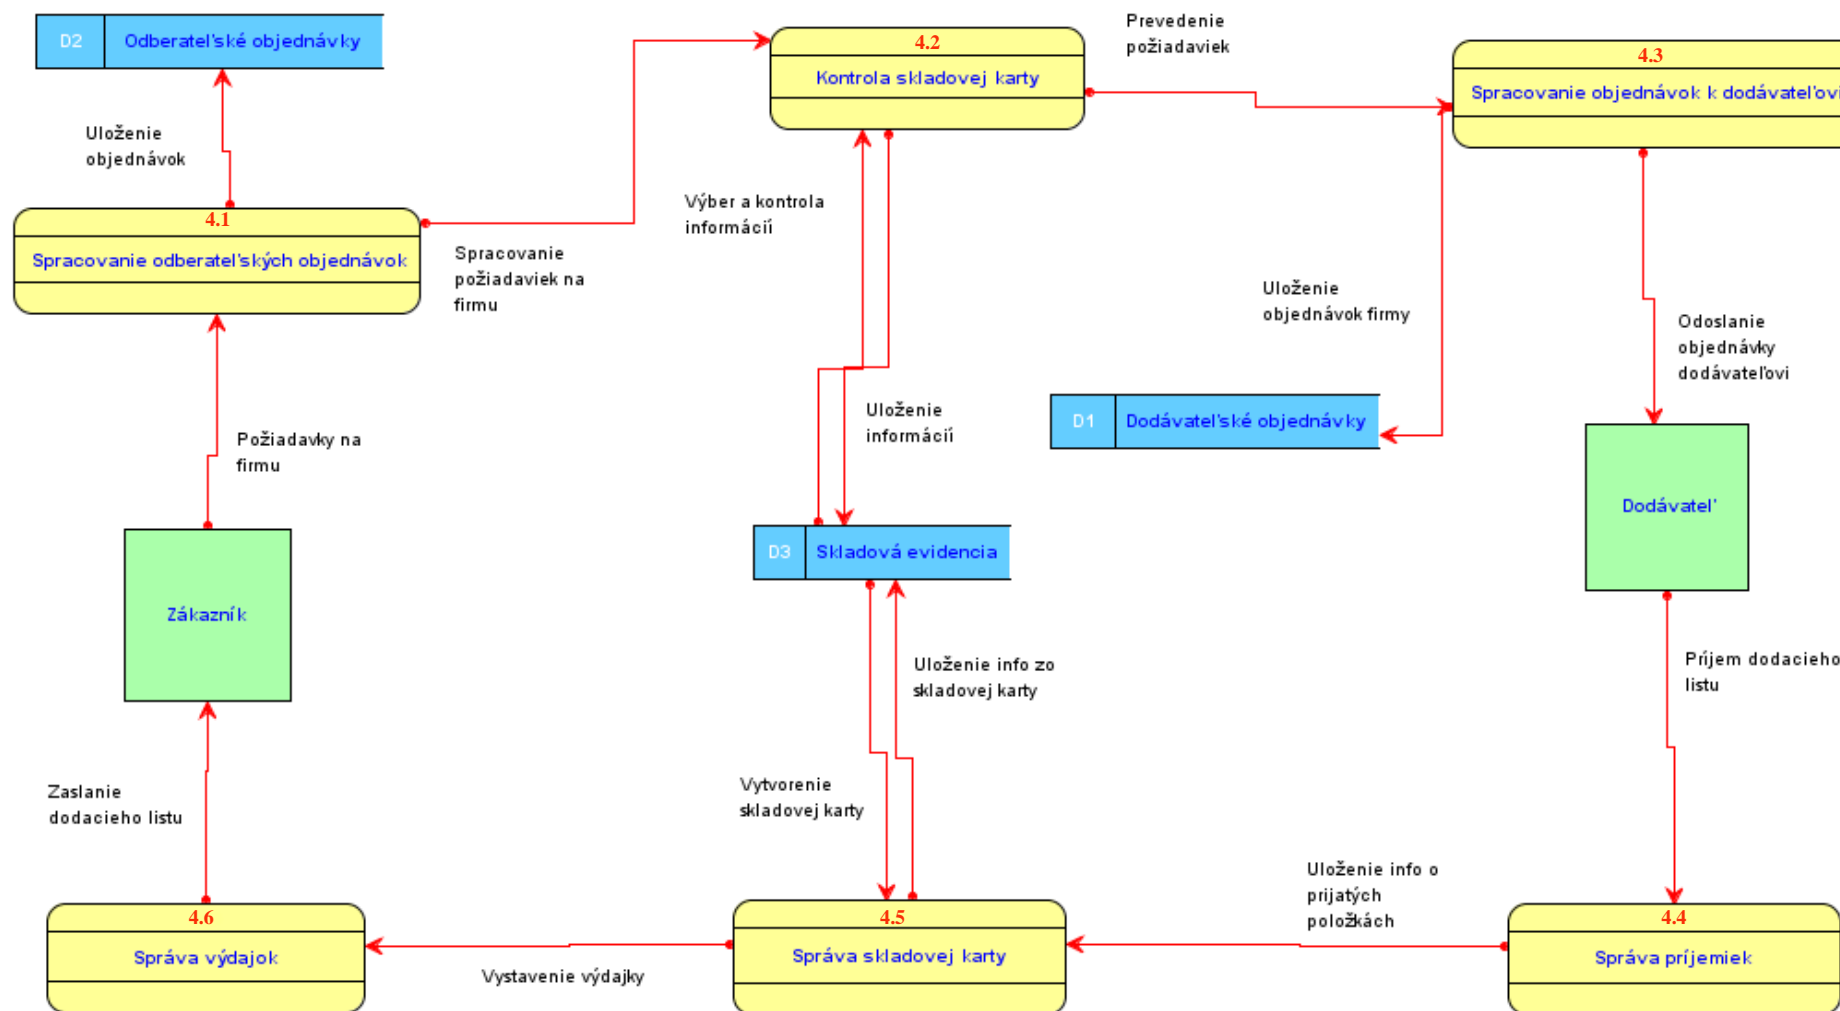 D2 Odberateľské objednávky
Prevedenie
požiadaviek
4.2
Kontrola skladovej karty
4.3
Spracovanie objednávok k dodávateľovi
Uloženie
objednávok
4.1
Spracovanie odberateľských objednávok
Spracovanie
požiadaviek na
firmu
Výber a kontrola
informácií
Uloženie
objednávok firmy
Odoslanie
objednávky
dodávateľovi
Uloženie
informácií
D1 Dodávateľské objednávky
Požiadavky na
firmu
Dodávateľ
D3 Skladová evidencia
Zákazník
Uloženie info zo
skladovej karty
Príjem dodacieho
listu
Zaslanie
dodacieho listu
Vytvorenie
skladovej karty
Uloženie info o
prijatých
položkách
4.6
Správa výdajok
Vystavenie výdajky
4.5
Správa skladovej karty
4.4
Správa príjemiek